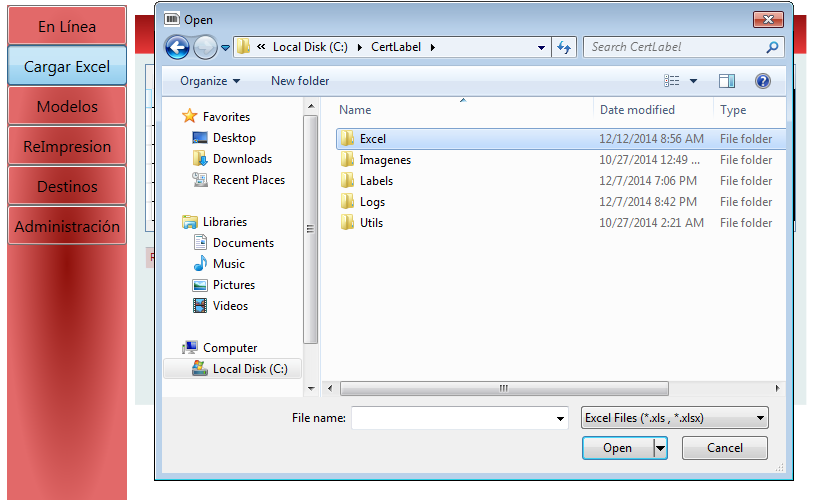 En Línea
Cargar Excel
Modelos
ReImpresion
Destinos
Administración
Open
« Local Disk (C:) CertLabel
Search CertLabel
Organize New folder
Favorites
Desktop
Downloads
Recent Places
Libraries
Documents
Music
Pictures
Videos
Computer
Local Disk (C:)
Name Date modified Type
Excel 12/12/2014 8:56 AM File folder
Imagenes 10/27/2014 12:49 ... File folder
Labels 12/7/2014 7:06 PM File folder
Logs 12/7/2014 8:42 PM File folder
Utils 10/27/2014 2:21 AM File folder
File name: Excel Files (*.xls , *.xlsx)
Open Cancel